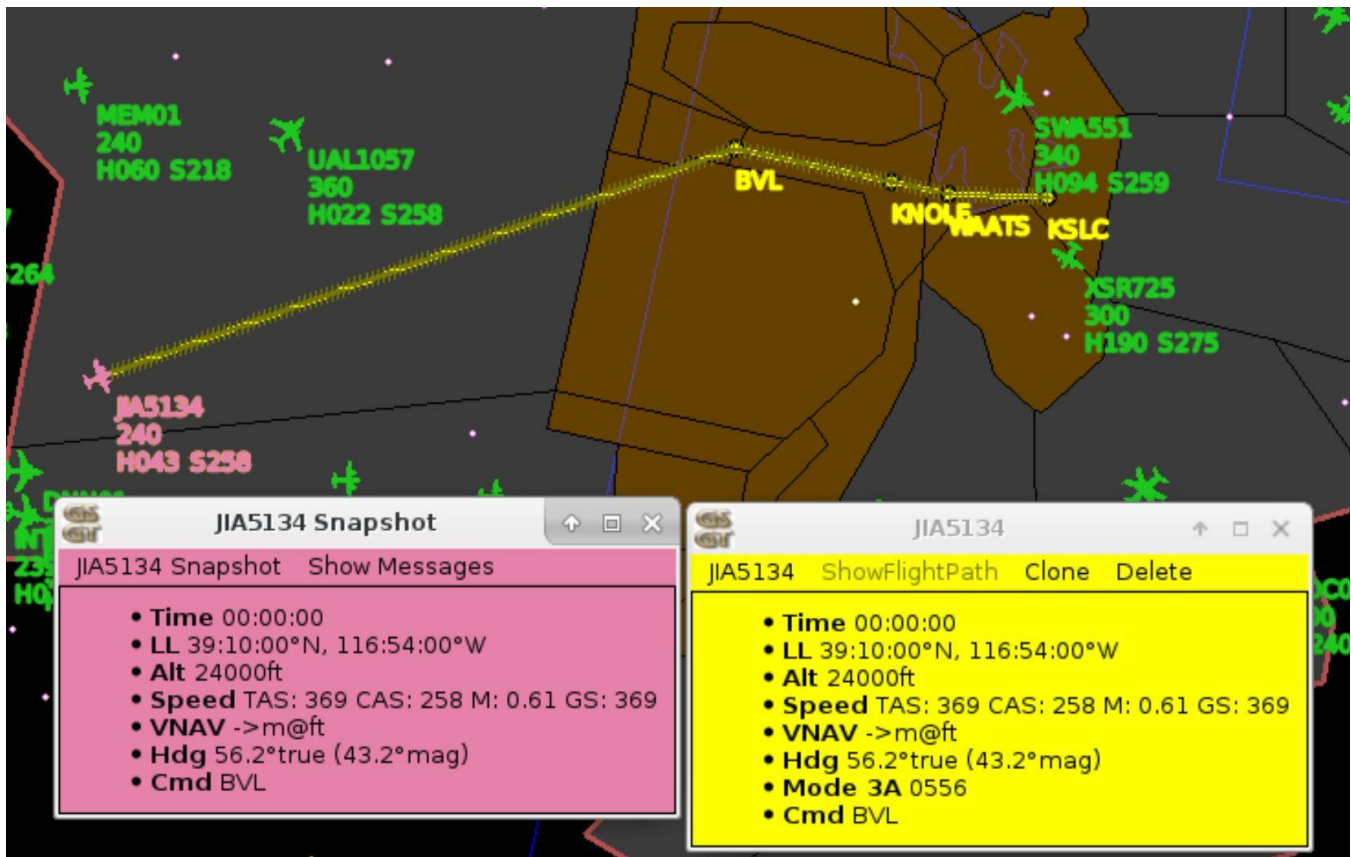 MEM01
240
H060 S218
UAL1057
360
H022 S258
SWA551
340
H094 S259
BVL
KNOLE
WAATS
KSLC
S264
XSR725
300
H190 S275
JIA5134
240
H043 S258
JIA5134 Snapshot
JIA5134 Snapshot Show Messages
• Time 00:00:00
• LL 39:10:00°N, 116:54:00°W
• Alt 24000ft
• Speed TAS: 369 CAS: 258 M: 0.61 GS: 369
• VNAV ->m@ft
• Hdg 56.2°true (43.2°mag)
• Cmd BVL
JIA5134
JIA5134 ShowFlightPath Clone Delete
• Time 00:00:00
• LL 39:10:00°N, 116:54:00°W
• Alt 24000ft
• Speed TAS: 369 CAS: 258 M: 0.61 GS: 369
• VNAV ->m@ft
• Hdg 56.2°true (43.2°mag)
• Mode 3A 0556
• Cmd BVL